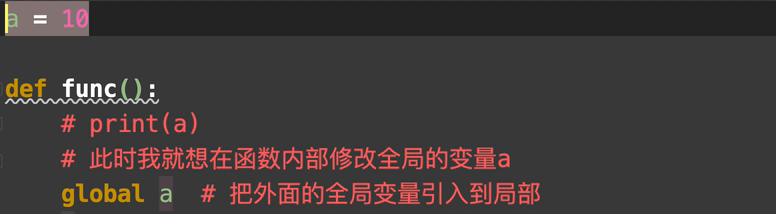 a = 10
def func():
# print(a)
# 此时我就想在函数内部修改全局的变量a
global a  # 把外面的全局变量引入到局部